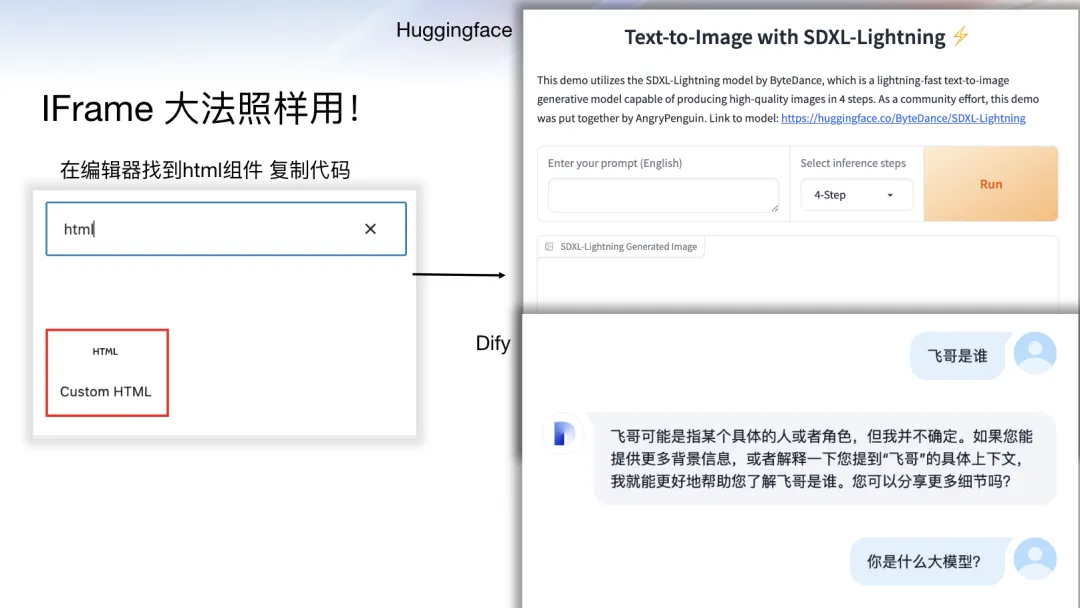 IFrame 大法照样用！
在编辑器找到html组件 复制代码
html
HTML
Custom HTML
Huggingface
Text-to-Image with SDXL-Lightning ⚡
This demo utilizes the SDXL-Lightning model by ByteDance, which is a lightning-fast text-to-image
generative model capable of producing high-quality images in 4 steps. As a community effort, this demo
was put together by AngryPenguin. Link to model: https://huggingface.co/ByteDance/SDXL-Lightning
Enter your prompt (English)
Select inference steps
4-Step
Run
SDXL-Lightning Generated Image
Dify
飞哥是谁
飞哥可能是指某个具体的人或者角色，但我并不确定。如果您能
提供更多背景信息，或者解释一下您提到“飞哥”的具体上下文，
我就能更好地帮助您了解飞哥是谁。您可以分享更多细节吗？
你是什么大模型？